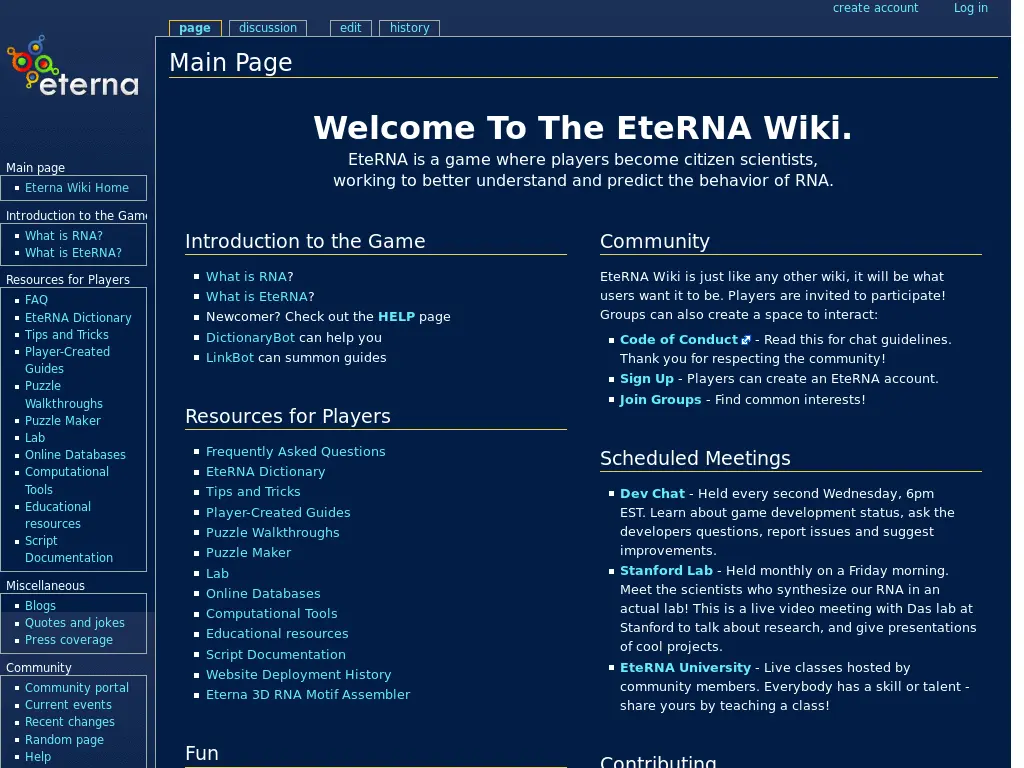 create account Log in
page discussion edit history
eterna
Main page
Eterna Wiki Home
Introduction to the Game
What is RNA?
What is EteRNA?
Resources for Players
FAQ
EteRNA Dictionary
Tips and Tricks
Player-Created
Guides
Puzzle
Walkthroughs
Puzzle Maker
Lab
Online Databases
Computational
Tools
Educational
resources
Script
Documentation
Miscellaneous
Blogs
Quotes and jokes
Press coverage
Community
Community portal
Current events
Recent changes
Random page
Help
Main Page
Welcome To The EteRNA Wiki.
EteRNA is a game where players become citizen scientists,
working to better understand and predict the behavior of RNA.
Introduction to the Game
What is RNA?
What is EteRNA?
Newcomer? Check out the HELP page
DictionaryBot can help you
LinkBot can summon guides
Resources for Players
Frequently Asked Questions
EteRNA Dictionary
Tips and Tricks
Player-Created Guides
Puzzle Walkthroughs
Puzzle Maker
Lab
Online Databases
Computational Tools
Educational resources
Script Documentation
Website Deployment History
Eterna 3D RNA Motif Assembler
Fun
Community
EteRNA Wiki is just like any other wiki, it will be what
users want it to be. Players are invited to participate!
Groups can also create a space to interact:
Code of Conduct - Read this for chat guidelines.
Thank you for respecting the community!
Sign Up - Players can create an EteRNA account.
Join Groups - Find common interests!
Scheduled Meetings
Dev Chat - Held every second Wednesday, 6pm
EST. Learn about game development status, ask the
developers questions, report issues and suggest
improvements.
Stanford Lab - Held monthly on a Friday morning.
Meet the scientists who synthesize our RNA in an
actual lab! This is a live video meeting with Das lab at
Stanford to talk about research, and give presentations
of cool projects.
EteRNA University - Live classes hosted by
community members. Everybody has a skill or talent -
share yours by teaching a class!
Contributing